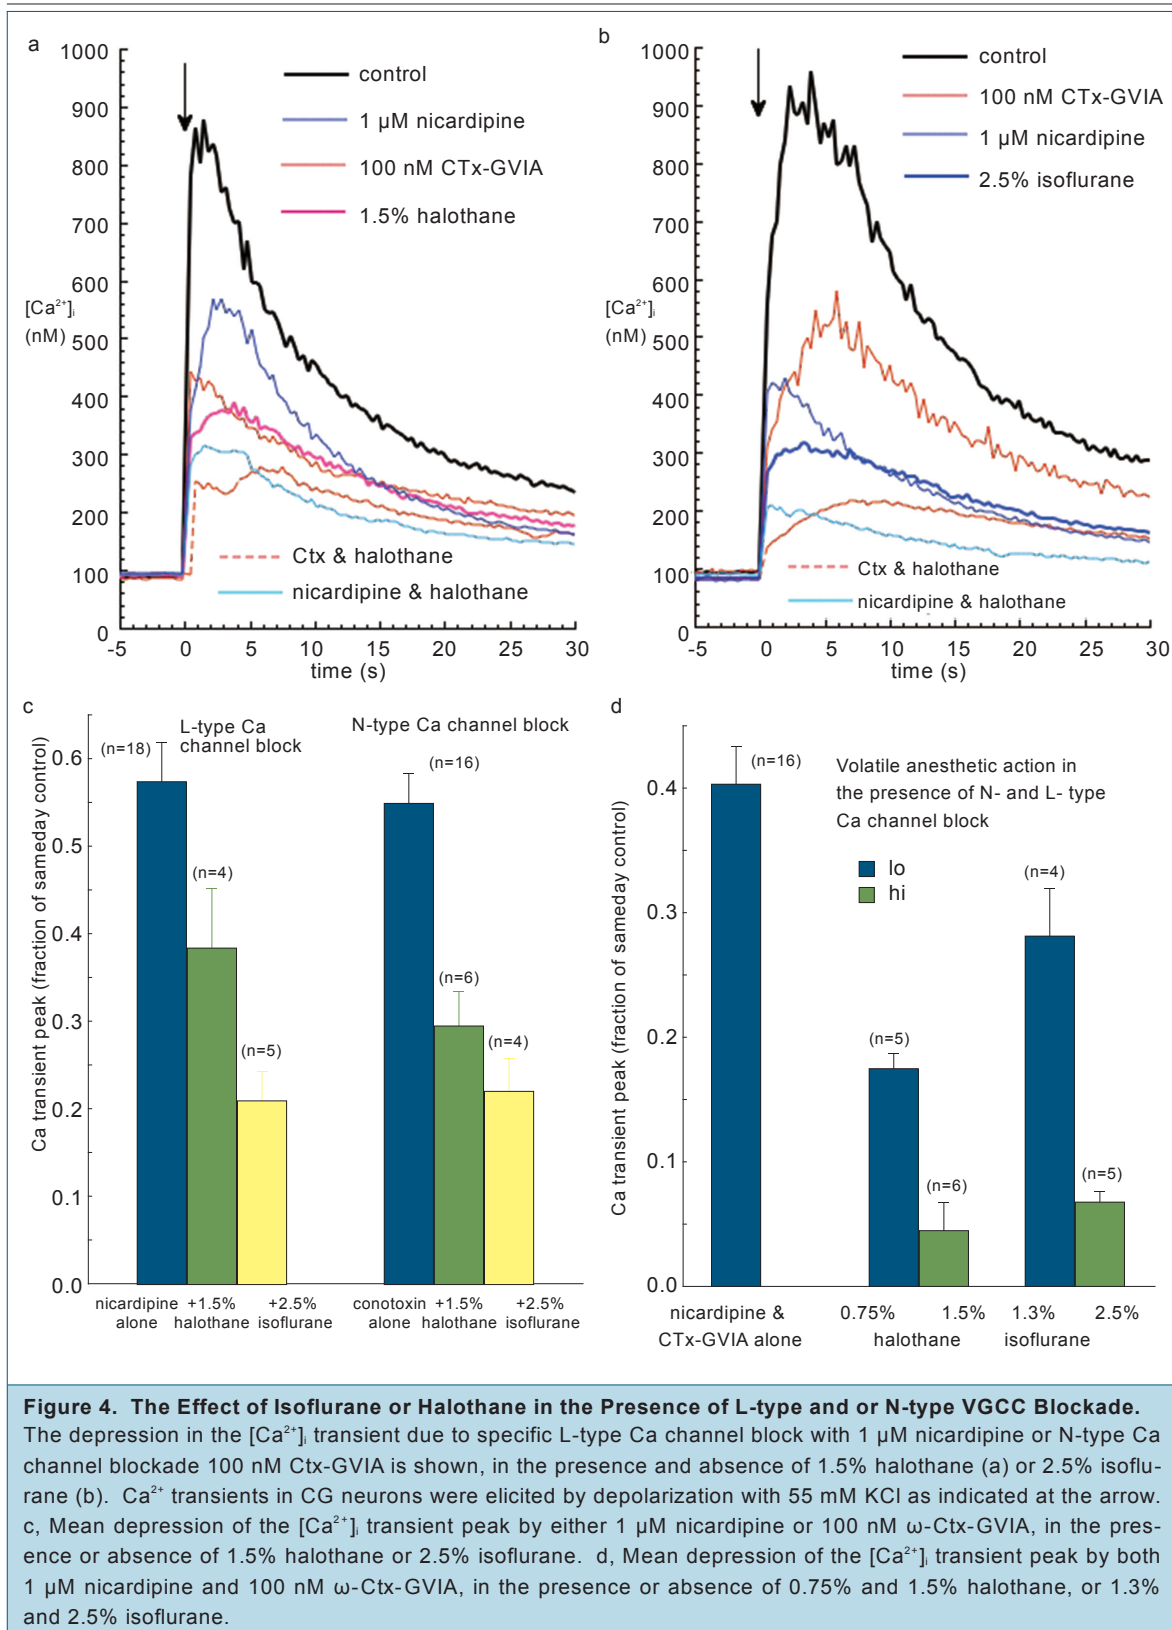 a
1000
900
800
700
600
500
400
300
200
100
0
[Ca²⁺]ᵢ
(nM)
control
1 µM nicardipine
100 nM CTx-GVIA
1.5% halothane
Ctx & halothane
nicardipine & halothane
-5 0 5 10 15 20 25 30
time (s)
b
1000
900
800
700
600
500
400
300
200
100
0
[Ca²⁺]ᵢ
(nM)
control
100 nM CTx-GVIA
1 µM nicardipine
2.5% isoflurane
Ctx & halothane
nicardipine & halothane
-5 0 5 10 15 20 25 30
time (s)
c
Ca transient peak (fraction of sameday control)
0.6
0.5
0.4
0.3
0.2
0.1
0.0
L-type Ca
channel block
N-type Ca channel block
(n=18)
(n=4)
(n=5)
(n=16)
(n=6)
(n=4)
nicardipine +1.5% +2.5% conotoxin +1.5% +2.5%
alone halothane isoflurane alone halothane isoflurane
d
Ca transient peak (fraction of sameday control)
0.4
0.3
0.2
0.1
0.0
(n=16)
Volatile anesthetic action in
the presence of N- and L- type
Ca channel block
lo
hi
(n=5)
(n=6)
(n=4)
(n=5)
nicardipine & 0.75% 1.5% 1.3% 2.5%
CTx-GVIA alone halothane isoflurane
Figure 4. The Effect of Isoflurane or Halothane in the Presence of L-type and or N-type VGCC Blockade.
The depression in the [Ca²⁺]ᵢ transient due to specific L-type Ca channel block with 1 µM nicardipine or N-type Ca
channel blockade 100 nM Ctx-GVIA is shown, in the presence and absence of 1.5% halothane (a) or 2.5% isoflu-
rane (b). Ca²⁺ transients in CG neurons were elicited by depolarization with 55 mM KCl as indicated at the arrow.
c, Mean depression of the [Ca²⁺]ᵢ transient peak by either 1 µM nicardipine or 100 nM ω-Ctx-GVIA, in the pres-
ence or absence of 1.5% halothane or 2.5% isoflurane. d, Mean depression of the [Ca²⁺]ᵢ transient peak by both
1 µM nicardipine and 100 nM ω-Ctx-GVIA, in the presence or absence of 0.75% and 1.5% halothane, or 1.3%
and 2.5% isoflurane.